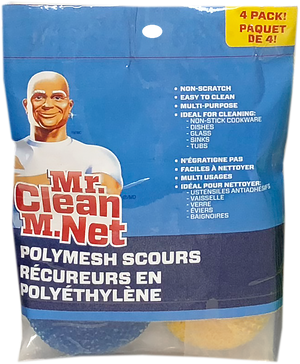 4 PACK!
PAQUET
DE 4!
• NON-SCRATCH
• EASY TO CLEAN
• MULTI-PURPOSE
• IDEAL FOR CLEANING:
- NON-STICK COOKWARE
- DISHES
- GLASS
- SINKS
- TUBS
• N'ÉGRATIGNE PAS
• FACILES À NETTOYER
• MULTI USAGES
• IDÉAL POUR NETTOYER:
- USTENSILES ANTIADHÉSIFS
- VAISSELLE
- VERRE
- ÉVIERS
- BAIGNOIRES
Mr.
Clean
M.Net
POLYMESH SCOURS
RÉCUREURS EN
POLYÉTHYLÈNE